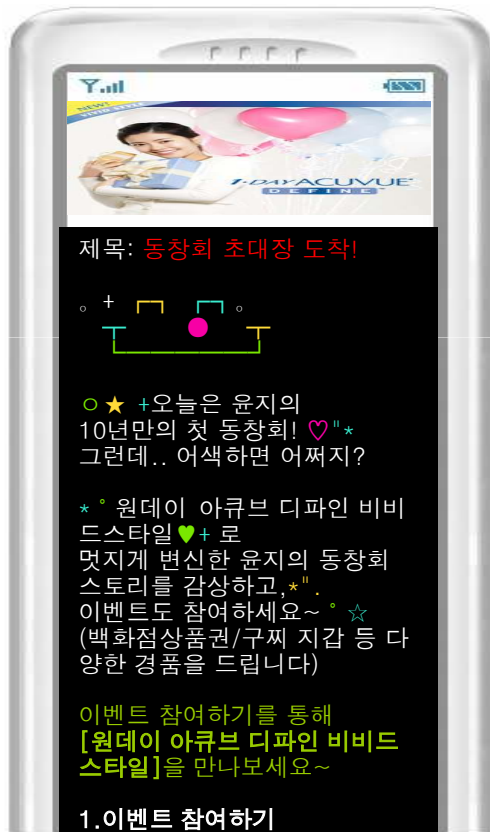 NEW!
VIVID STYLE
1-DAY ACUVUE®
DEFINE™
제목: 동창회 초대장 도착!
오늘은 윤지의
10년만의 첫 동창회! ♡"*
그런데.. 어색하면 어쩌지?
* ° 원데이 아큐브 디파인 비비
드스타일♥+ 로
멋지게 변신한 윤지의 동창회
스토리를 감상하고,*".
이벤트도 참여하세요~ ° ☆
(백화점상품권/구찌 지갑 등 다
양한 경품을 드립니다)
이벤트 참여하기를 통해
[원데이 아큐브 디파인 비비드
스타일]을 만나보세요~
1.이벤트 참여하기